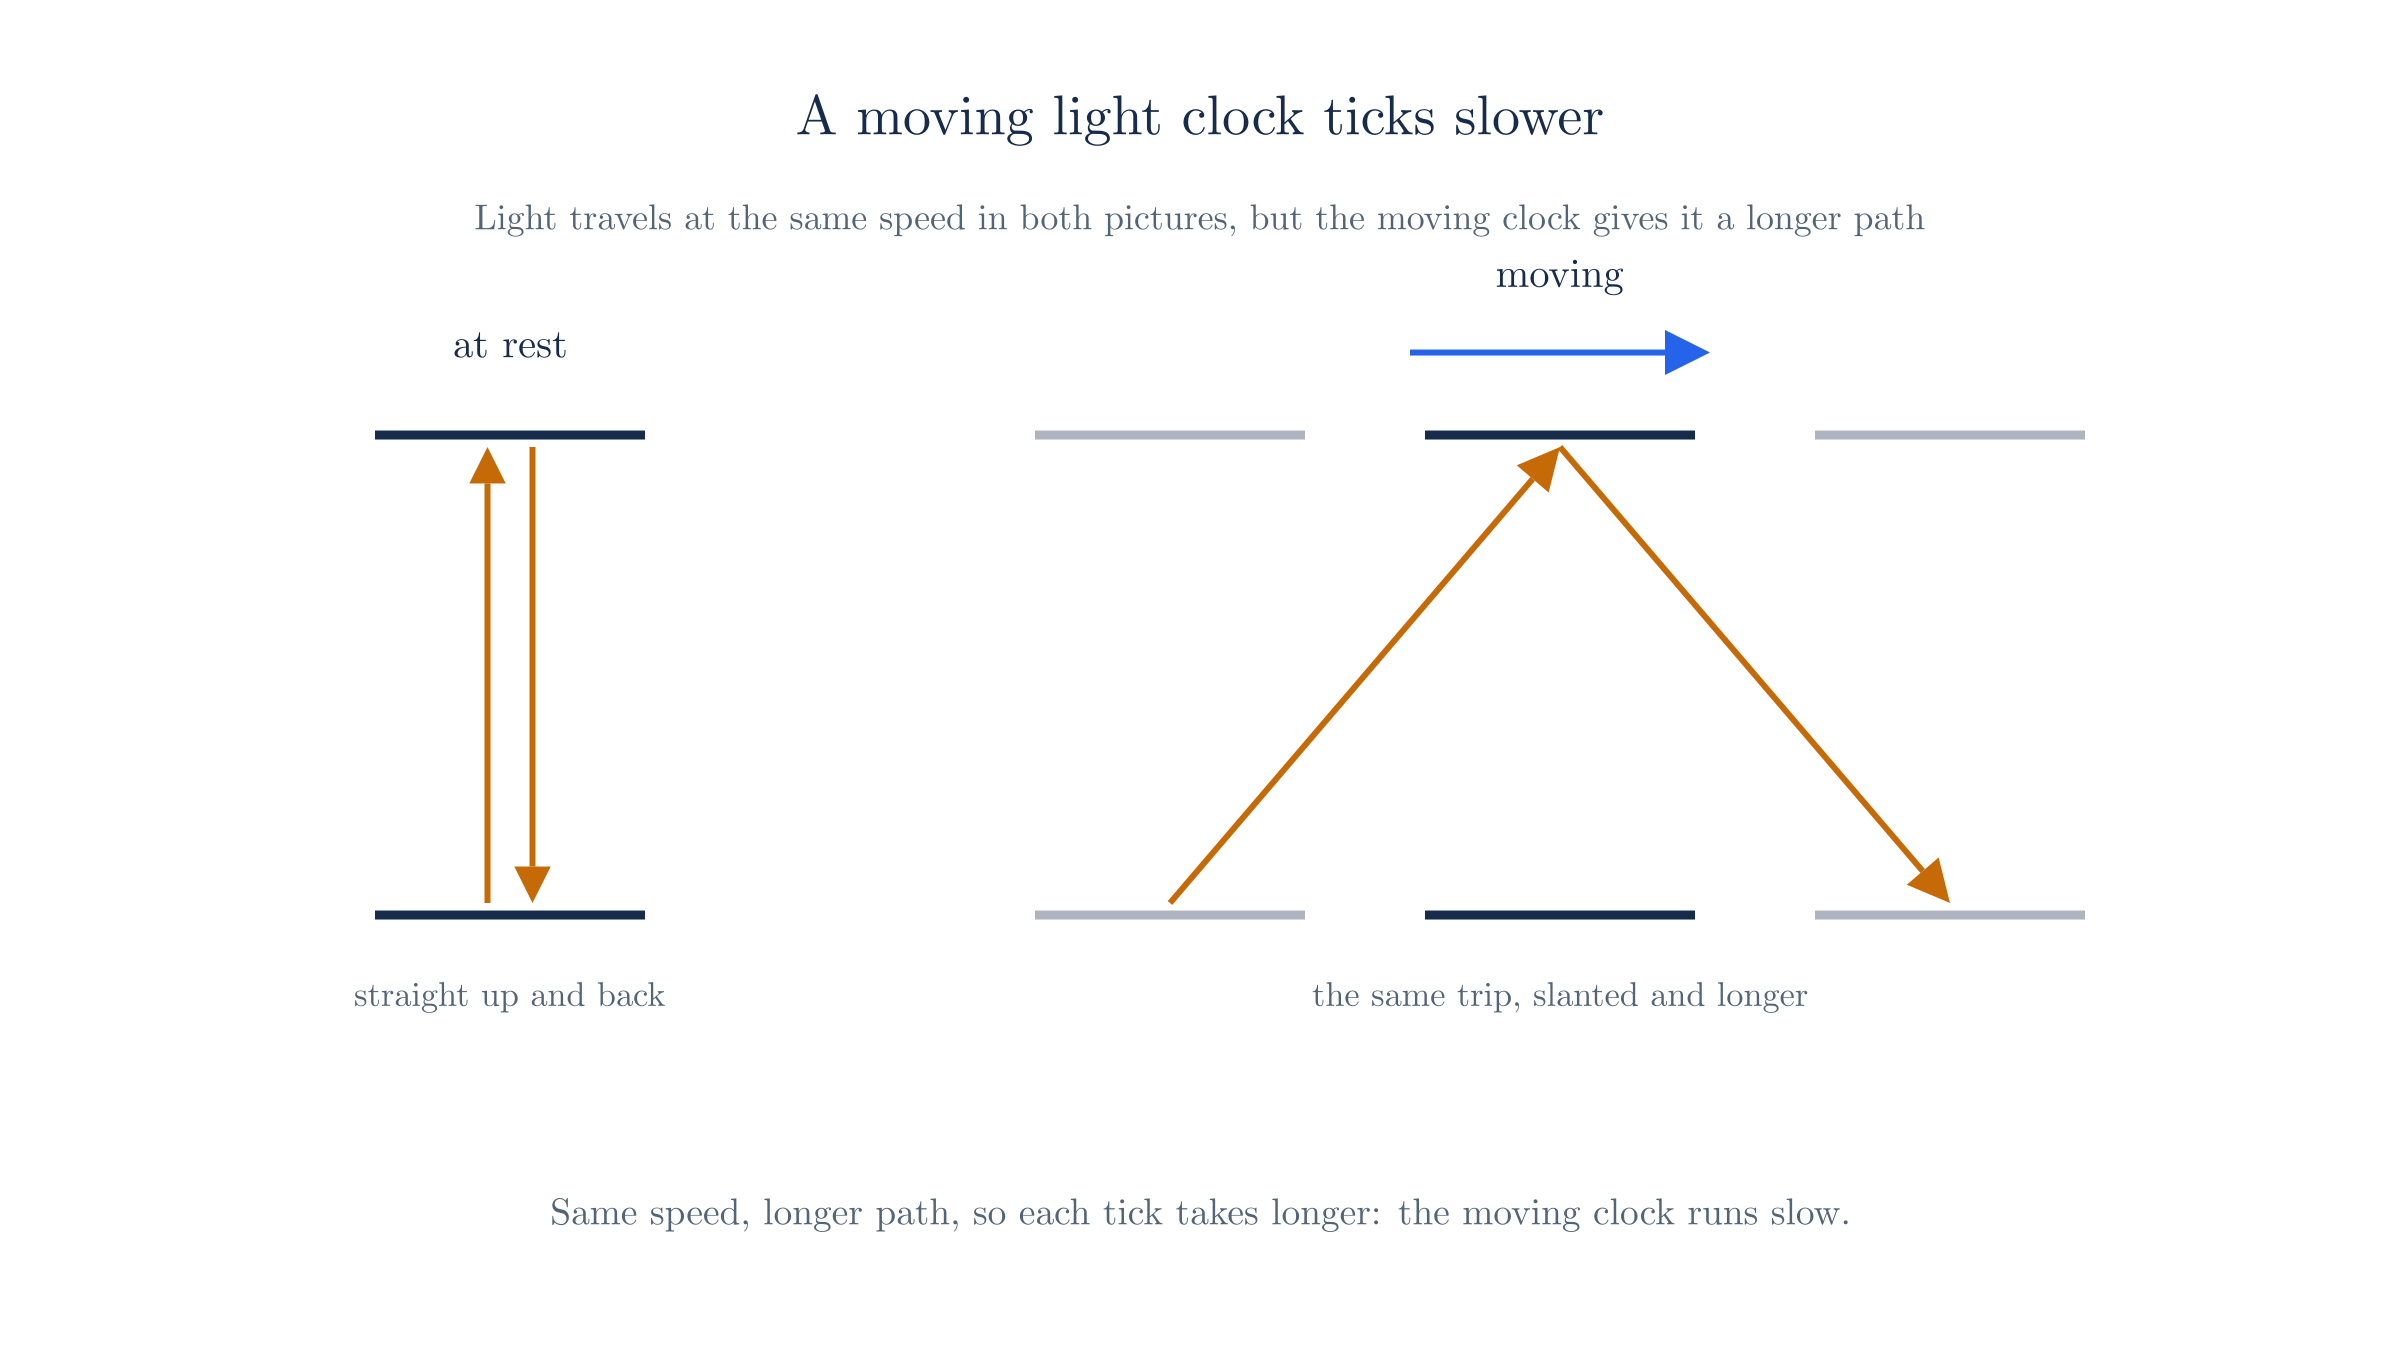 A moving light clock ticks slower
Light travels at the same speed in both pictures, but the moving clock gives it a longer path
moving
at rest
straight up and back
the same trip, slanted and longer
Same speed, longer path, so each tick takes longer: the moving clock runs slow.